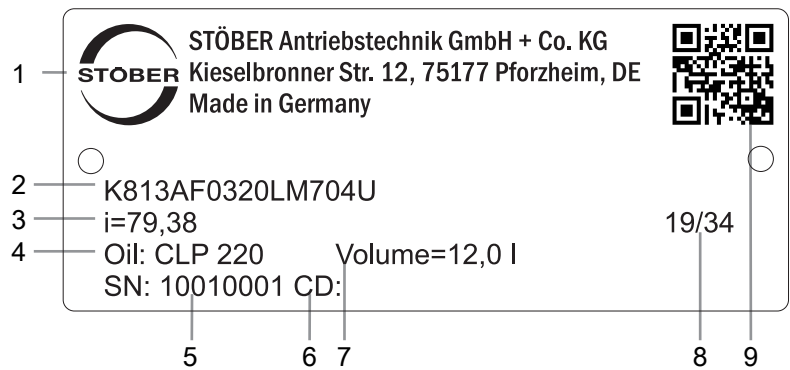 STÖBER Antriebstechnik GmbH + Co. KG
1 STÖBER Kieselbronner Str. 12, 75177 Pforzheim, DE
Made in Germany
2 K813AF0320LM704U
3 i=79,38 19/34
4 Oil: CLP 220 Volume=12,0 l
SN: 10010001 CD:
5 6 7 8 9